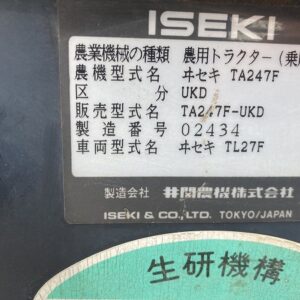 ISEKI
農業機械の種類 農用トラクター(乗
農機型式名 ヰセキ TA247F
区分 UKD
販売型式名 TA247F-UKD
製造番号 02434
車両型式名 ヰセキ TL27F
製造会社 井関農機株式会社
ISEKI & CO., LTD. TOKYO/JAPAN
生研機構